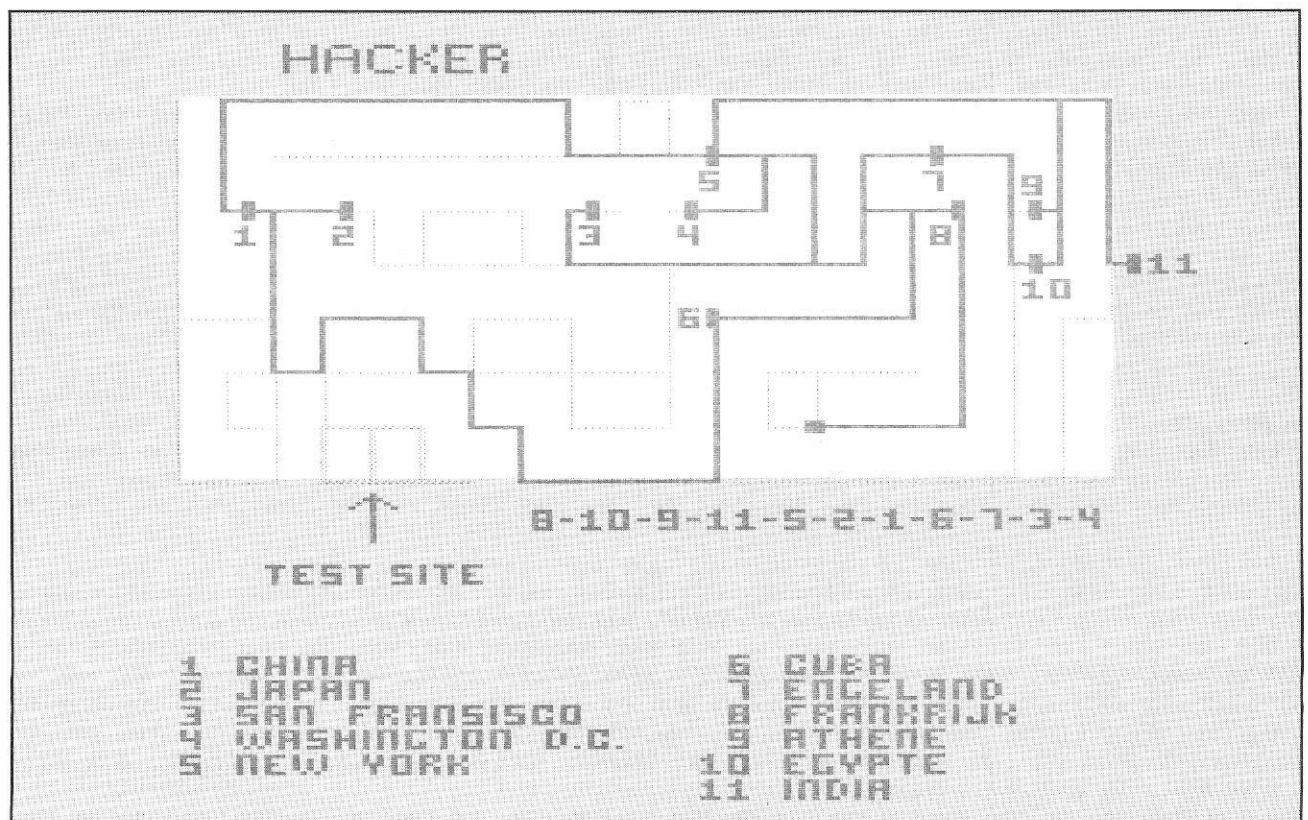 HACKER
5
7
9
1
2
3
4
8
11
10
6
8-10-9-11-5-2-1-6-7-3-4
TEST SITE
1 CHINA
2 JAPAN
3 SAN FRANSISCO
4 WASHINGTON D.C.
5 NEW YORK
6 CUBA
7 ENGELAND
8 FRANKRIJK
9 ATHENE
10 EGYPTE
11 INDIA